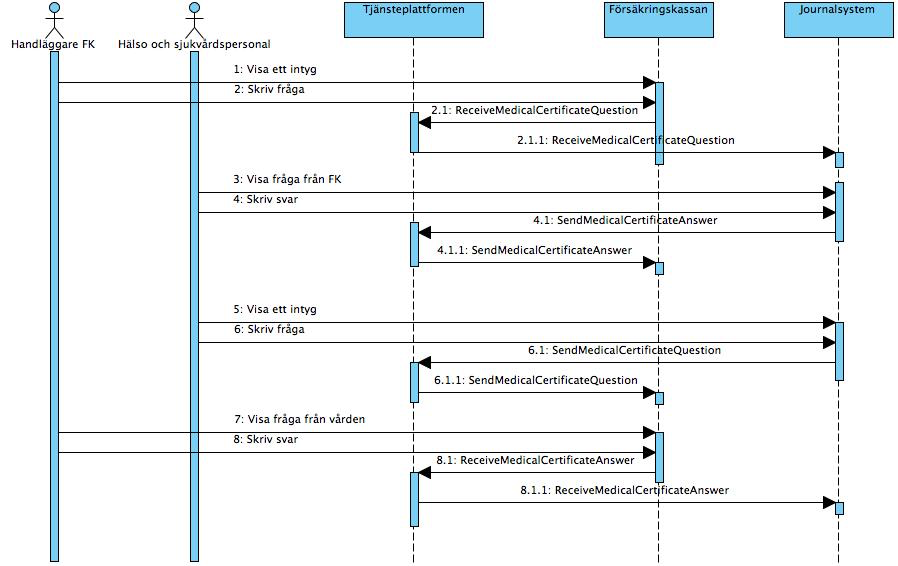 Tjänsteplattformen
Försäkringskassan
Journalsystem
Handläggare FK
Hälso och sjukvårdspersonal
1: Visa ett intyg
2: Skriv fråga
2.1: ReceiveMedicalCertificateQuestion
2.1.1: ReceiveMedicalCertificateQuestion
3: Visa fråga från FK
4: Skriv svar
4.1: SendMedicalCertificateAnswer
4.1.1: SendMedicalCertificateAnswer
5: Visa ett intyg
6: Skriv fråga
6.1: SendMedicalCertificateQuestion
6.1.1: SendMedicalCertificateQuestion
7: Visa fråga från vården
8: Skriv svar
8.1: ReceiveMedicalCertificateAnswer
8.1.1: ReceiveMedicalCertificateAnswer